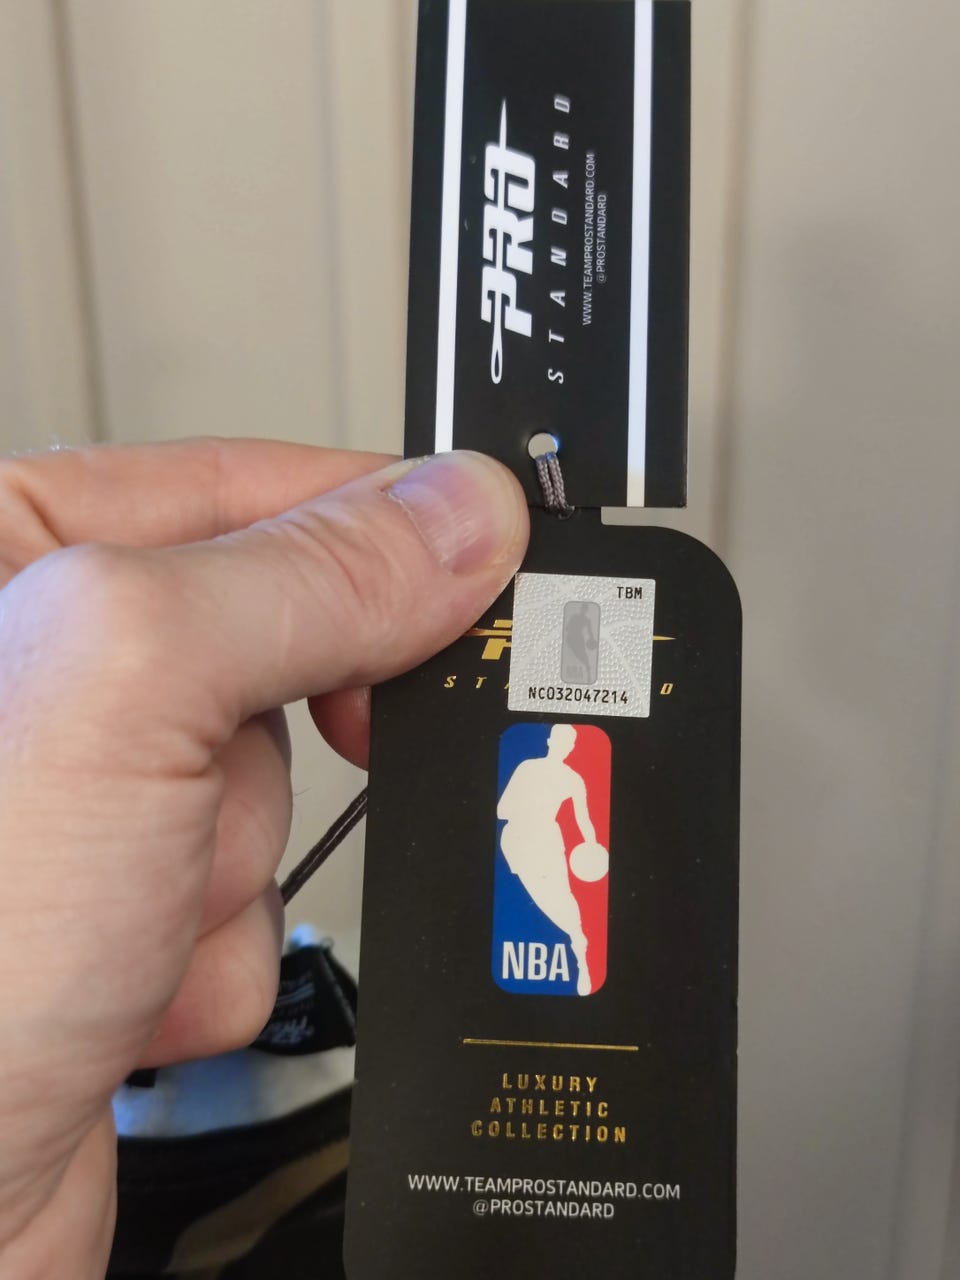 PRO
STANDARD
WWW.TEAMPROSTANDARD.COM
@PROSTANDARD
TBM
NC032047214
NBA
LUXURY
ATHLETIC
COLLECTION
WWW.TEAMPROSTANDARD.COM
@PROSTANDARD